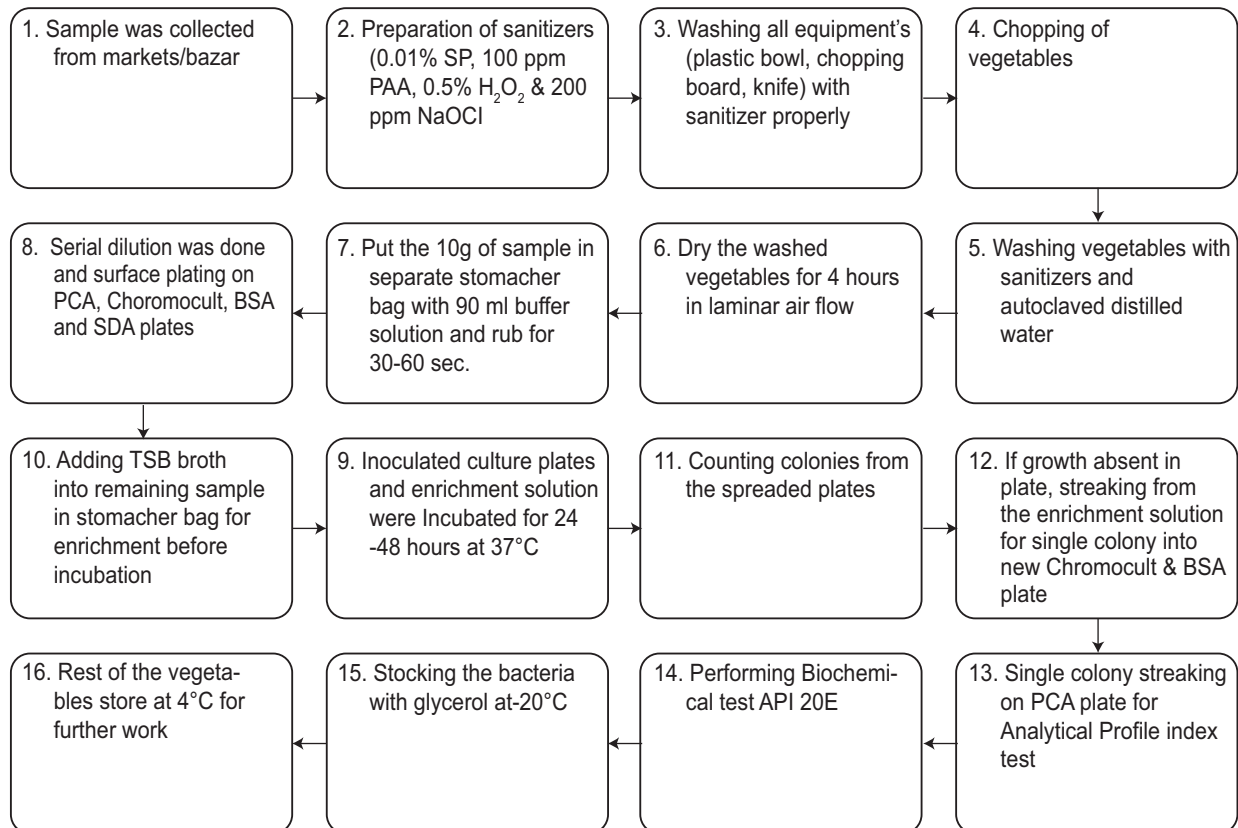 1. Sample was collected
from markets/bazar
2. Preparation of sanitizers
(0.01% SP, 100 ppm
PAA, 0.5% H₂O₂ & 200
ppm NaOCl
3. Washing all equipment's
(plastic bowl, chopping
board, knife) with
sanitizer properly
4. Chopping of
vegetables
5. Washing vegetables with
sanitizers and
autoclaved distilled
water
6. Dry the washed
vegetables for 4 hours
in laminar air flow
7. Put the 10g of sample in
separate stomacher
bag with 90 ml buffer
solution and rub for
30-60 sec.
8. Serial dilution was done
and surface plating on
PCA, Choromocult, BSA
and SDA plates
10. Adding TSB broth
into remaining sample
in stomacher bag for
enrichment before
incubation
9. Inoculated culture plates
and enrichment solution
were Incubated for 24
-48 hours at 37°C
11. Counting colonies from
the spreaded plates
12. If growth absent in
plate, streaking from
the enrichment solution
for single colony into
new Chromocult & BSA
plate
13. Single colony streaking
on PCA plate for
Analytical Profile index
test
14. Performing Biochemi-
cal test API 20E
15. Stocking the bacteria
with glycerol at-20°C
16. Rest of the vegeta-
bles store at 4°C for
further work